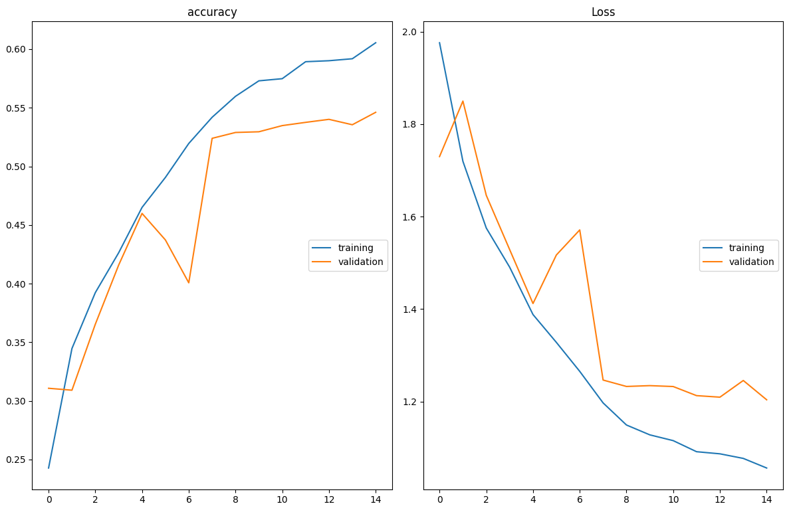 accuracy
0.60
0.55
0.50
0.45
0.40
0.35
0.30
0.25
0 2 4 6 8 10 12 14
training
validation
Loss
2.0
1.8
1.6
1.4
1.2
0 2 4 6 8 10 12 14
training
validation